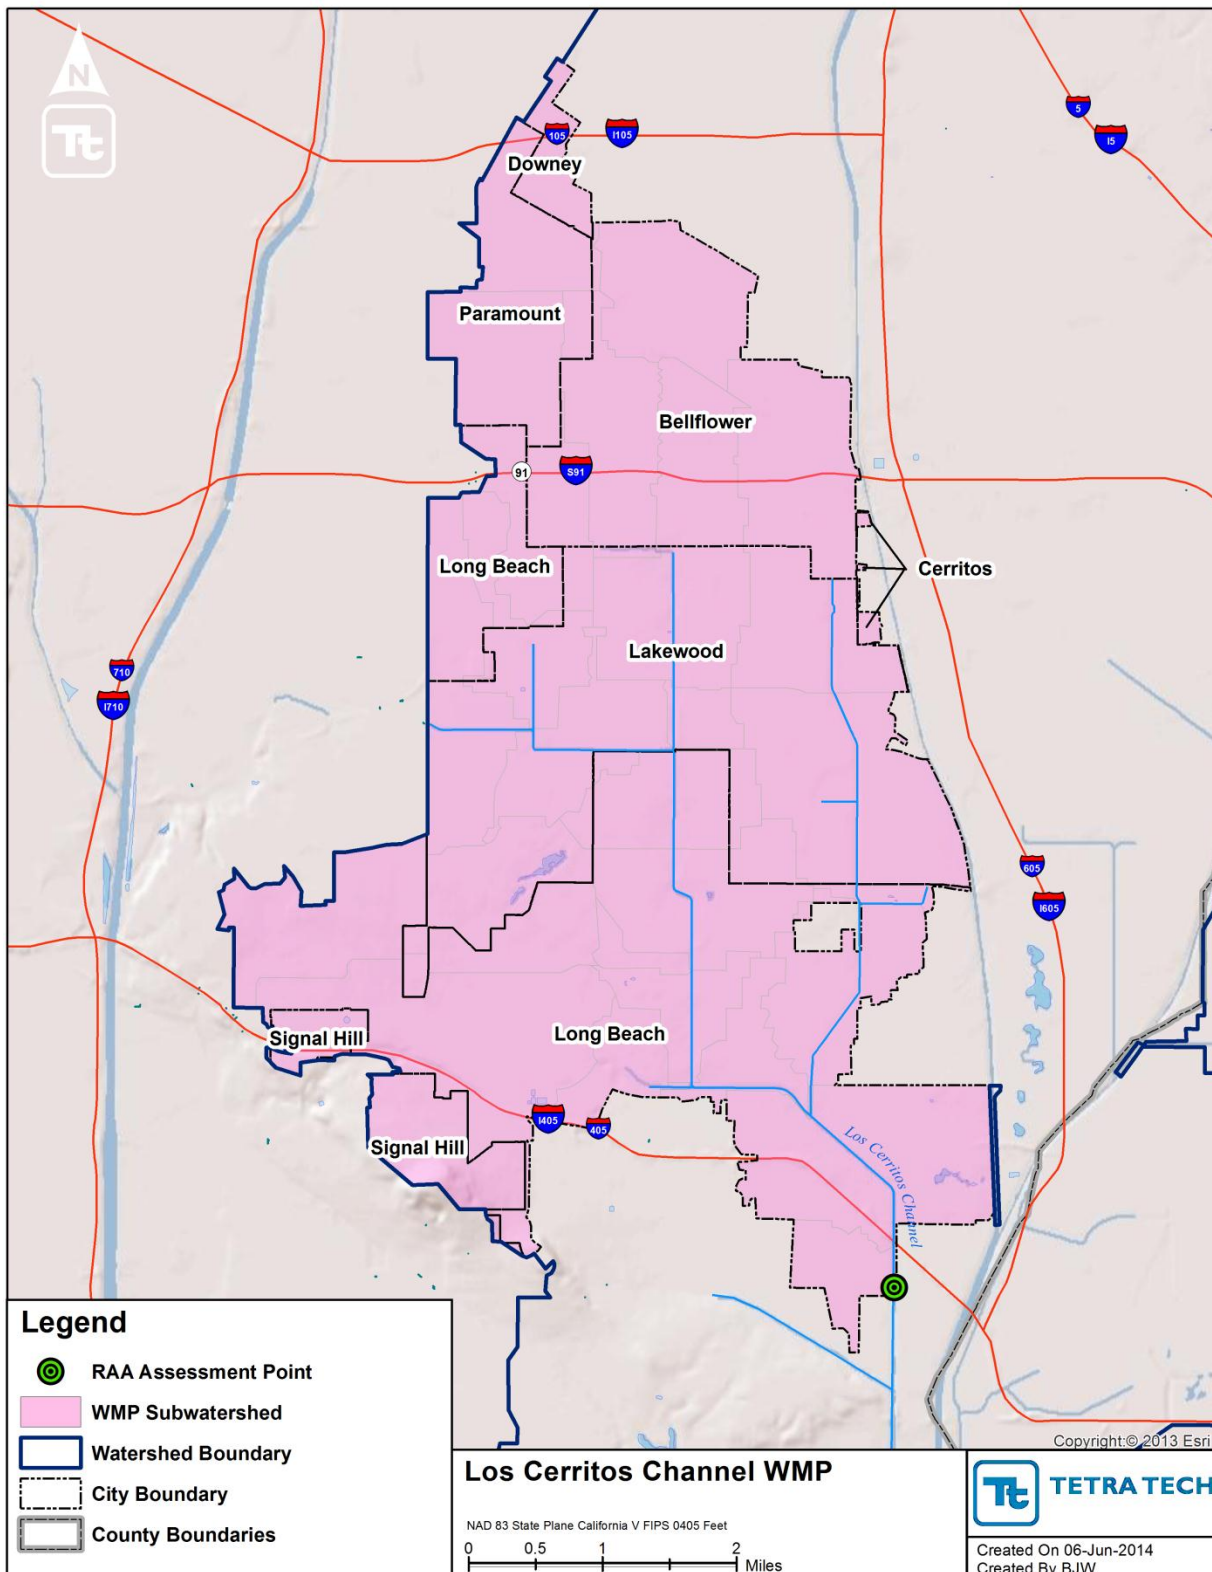 N
Tt
5
I5
105
I105
Downey
Paramount
Bellflower
91
S91
Long Beach
Cerritos
Lakewood
710
I710
605
I605
Signal Hill
Long Beach
I405
405
Signal Hill
Los Cerritos Channel
Legend
RAA Assessment Point
WMP Subwatershed
Watershed Boundary
City Boundary
County Boundaries
Copyright:© 2013 Esri
Los Cerritos Channel WMP
NAD 83 State Plane California V FIPS 0405 Feet
0 0.5 1 2
Miles
Tt TETRA TECH
Created On 06-Jun-2014
Created By BJW